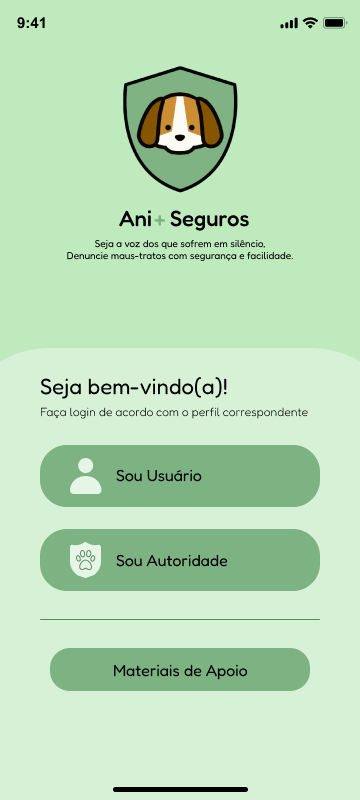 9:41
Ani+ Seguros
Seja a voz dos que sofrem em silêncio,
Denuncie maus-tratos com segurança e facilidade.
Seja bem-vindo(a)!
Faça login de acordo com o perfil correspondente
Sou Usuário
Sou Autoridade
Materiais de Apoio